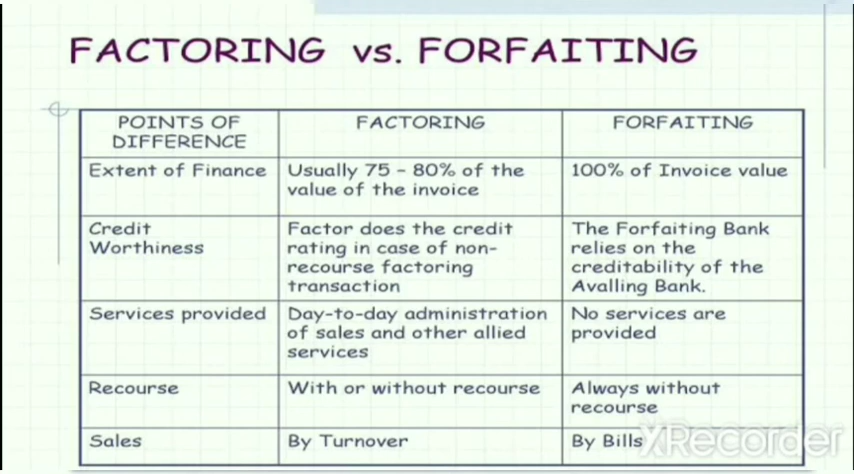 FACTORING vs. FORFAITING
POINTS OF DIFFERENCE FACTORING FORFAITING
Extent of Finance Usually 75 - 80% of the value of the invoice 100% of Invoice value
Credit Worthiness Factor does the credit rating in case of non-recourse factoring transaction The Forfaiting Bank relies on the creditability of the Avalling Bank.
Services provided Day-to-day administration of sales and other allied services No services are provided
Recourse With or without recourse Always without recourse
Sales By Turnover By Bills
XRecorder